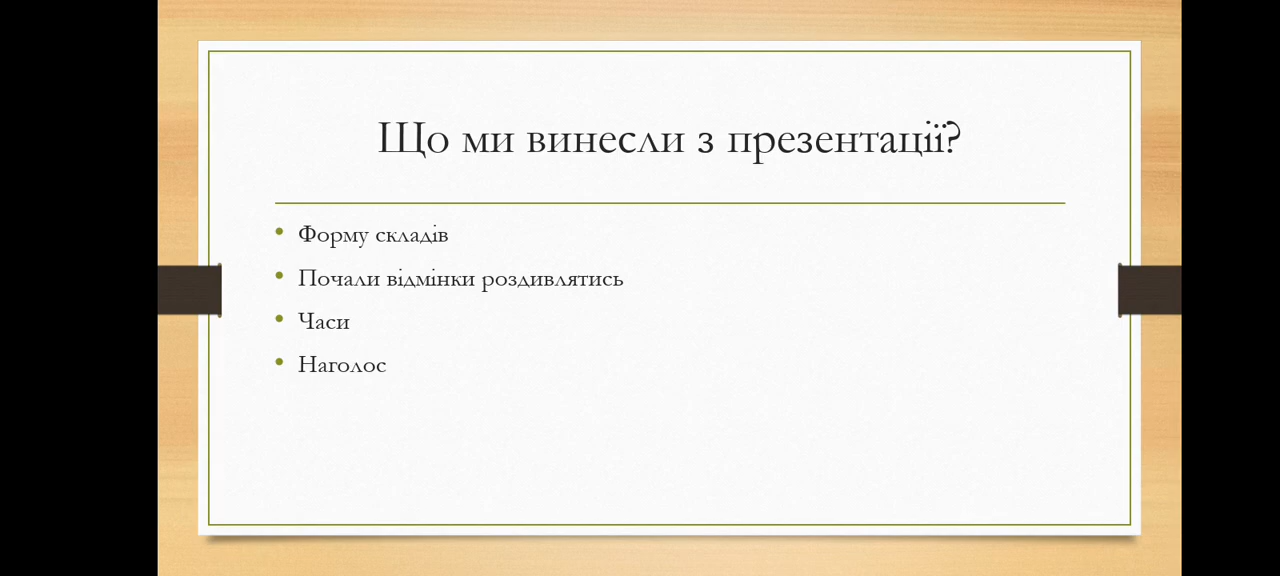 Що ми винесли з презентації?
Форму складів
Почали відмінки роздивлятись
Часи
Наголос